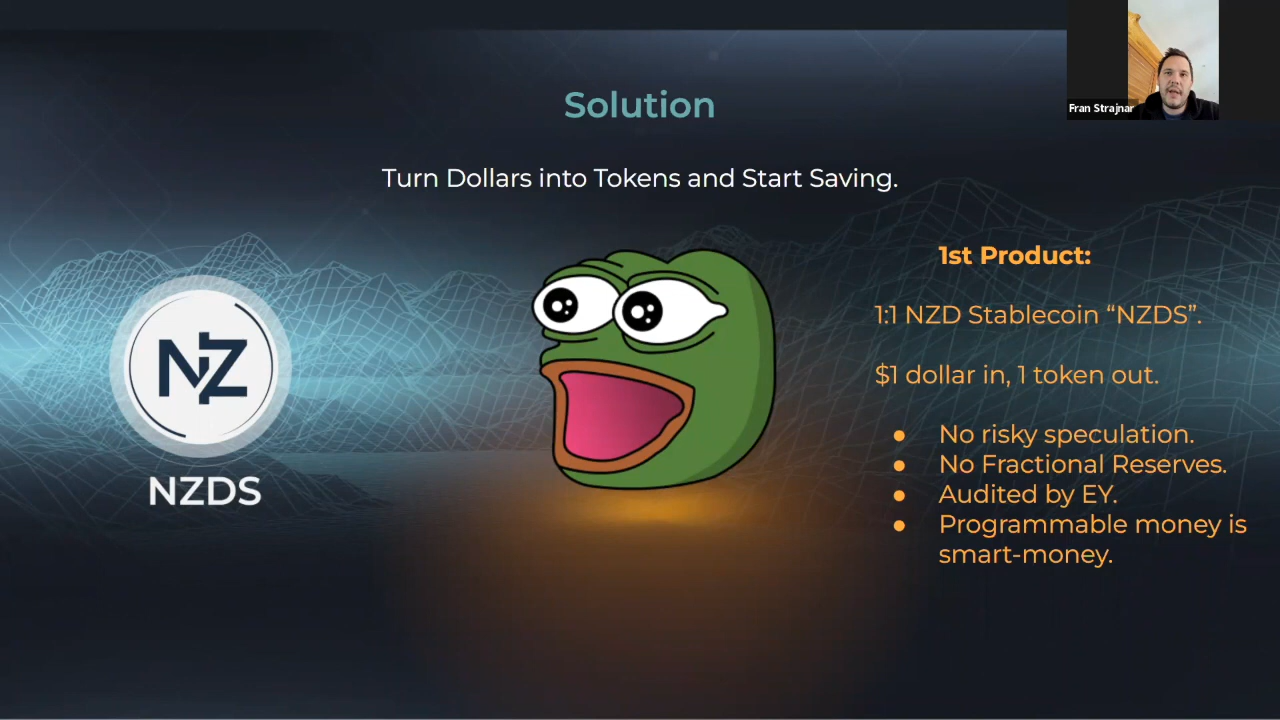 Fran Strajnar
Solution
Turn Dollars into Tokens and Start Saving.
NZ
NZDS
1st Product:
1:1 NZD Stablecoin “NZDS”.
$1 dollar in, 1 token out.
● No risky speculation.
● No Fractional Reserves.
● Audited by EY.
● Programmable money is
smart-money.